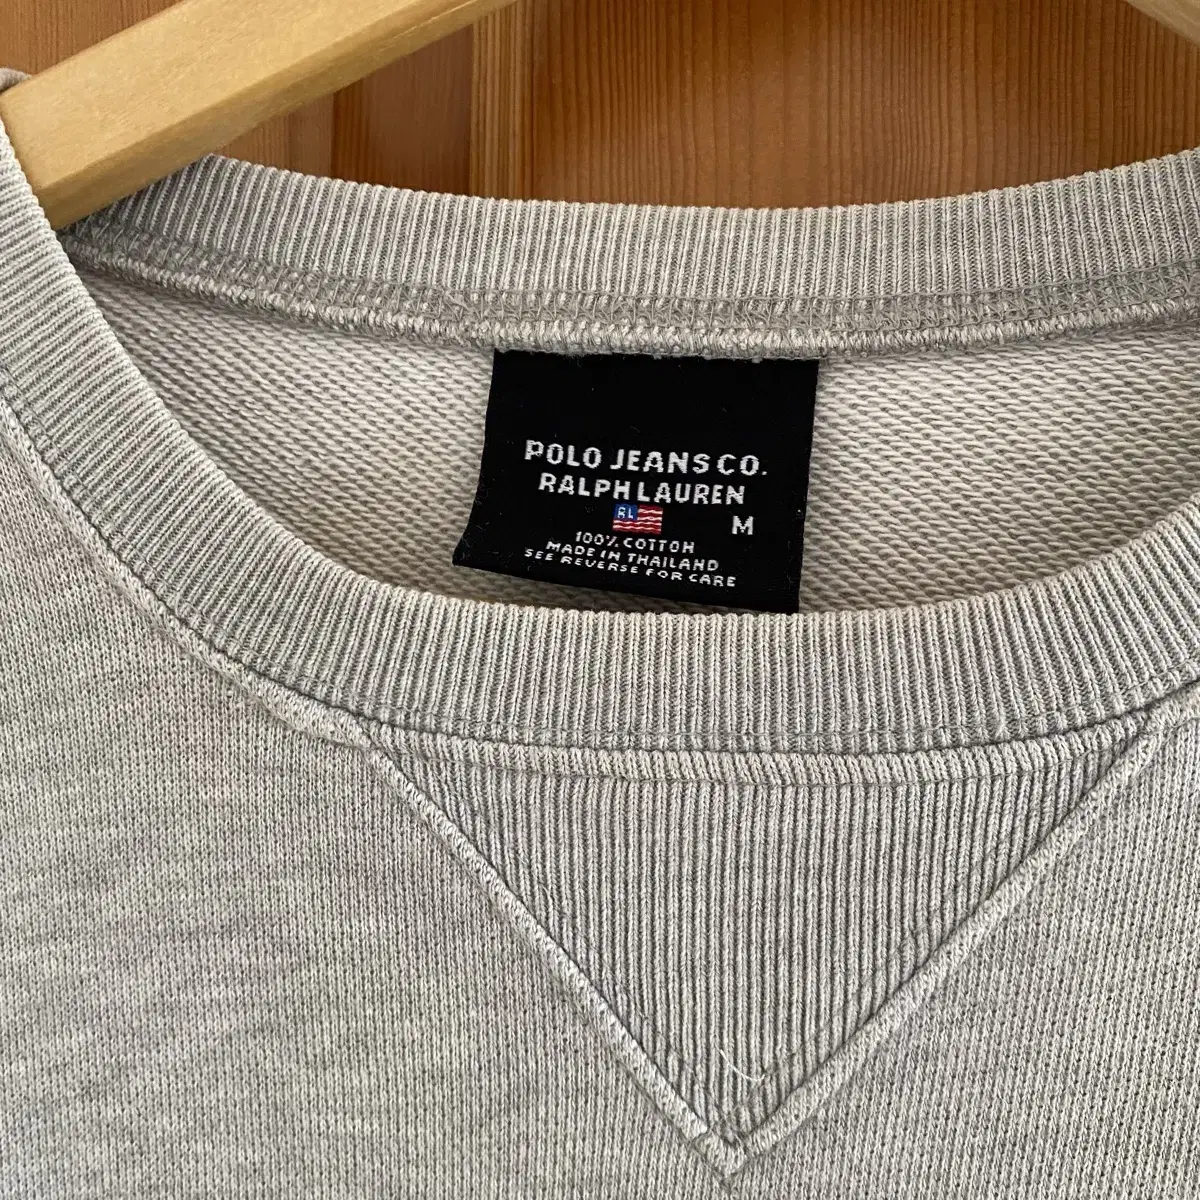 POLO JEANS CO.
RALPH LAUREN
RL
M
100% COTTON
MADE IN THAILAND
SEE REVERSE FOR CARE